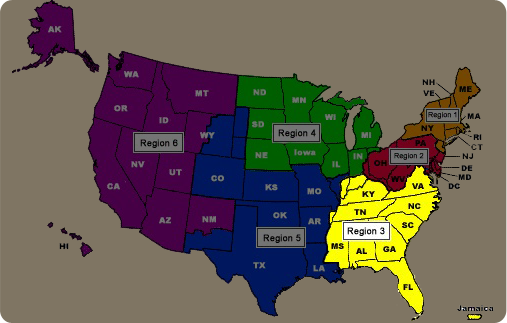 AK
WA
OR
CA
NV
ID
MT
WY
UT
AZ
NM
HI
Region 6
ND
MN
SD
WI
MI
NE
Iowa
IL
IN
Region 4
CO
KS
MO
OK
AR
TX
LA
Region 5
KY
VA
TN
NC
SC
MS
AL
GA
FL
Region 3
OH
PA
WV
NJ
DE
MD
DC
Region 2
NH
VE
ME
MA
NY
RI
CT
Region 1
Jamaica